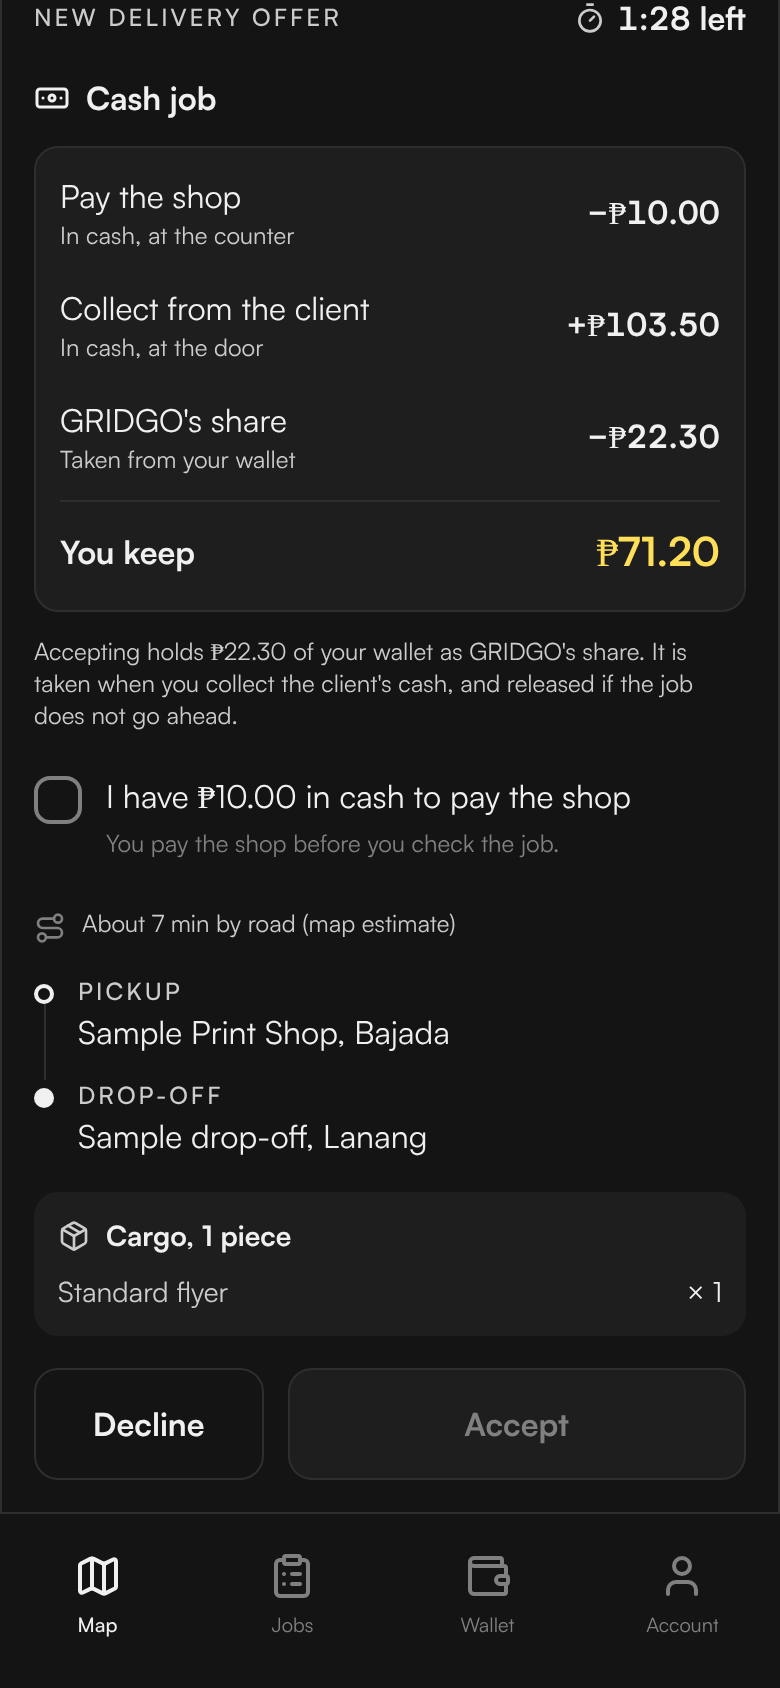 NEW DELIVERY OFFER
1:28 left
Cash job
Pay the shop
In cash, at the counter
−₱10.00
Collect from the client
In cash, at the door
+₱103.50
GRIDGO's share
Taken from your wallet
−₱22.30
You keep
₱71.20
Accepting holds ₱22.30 of your wallet as GRIDGO's share. It is
taken when you collect the client's cash, and released if the job
does not go ahead.
I have ₱10.00 in cash to pay the shop
You pay the shop before you check the job.
About 7 min by road (map estimate)
PICKUP
Sample Print Shop, Bajada
DROP-OFF
Sample drop-off, Lanang
Cargo, 1 piece
Standard flyer
× 1
Decline
Accept
Map
Jobs
Wallet
Account